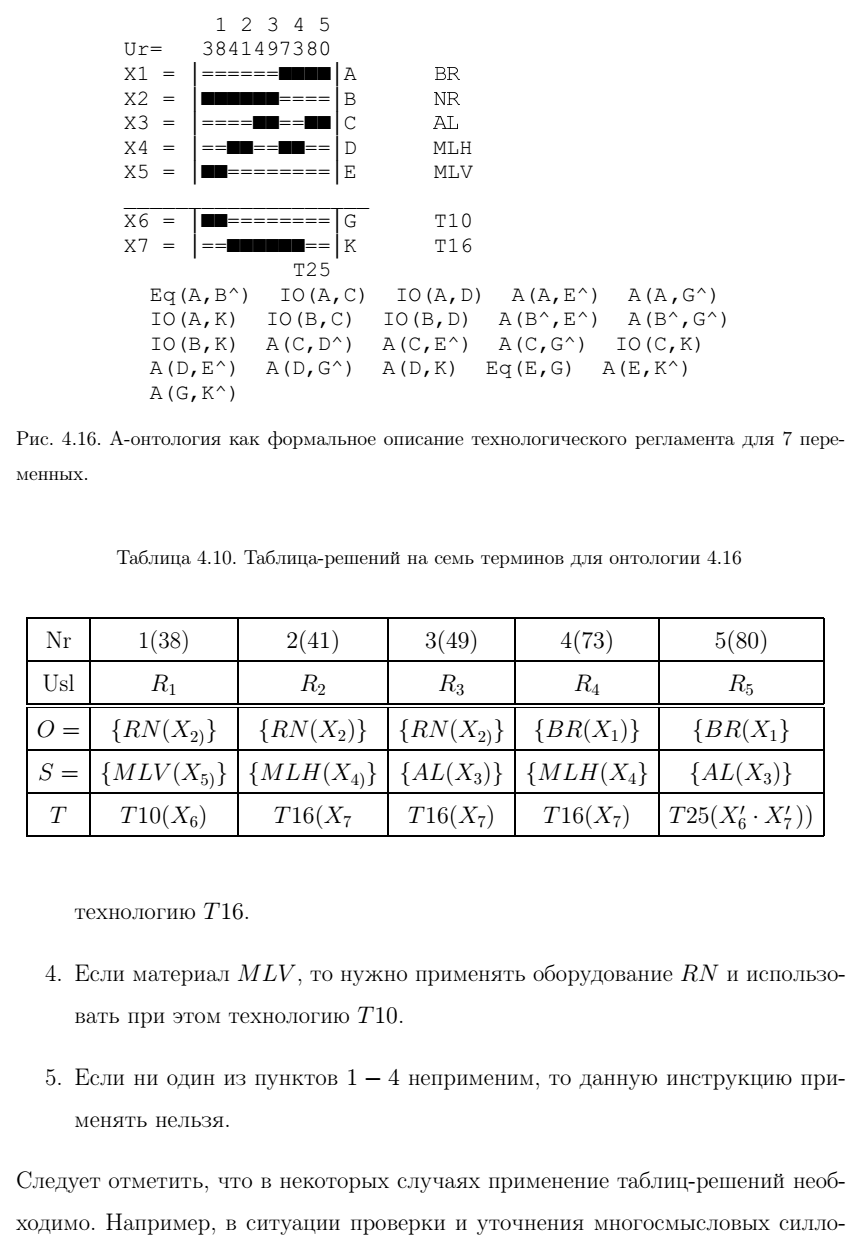 1 2 3 4 5
Ur= 3841497380
X1 = |======■■■■|A BR
X2 = |■■■■■■====|B NR
X3 = |====■■==■■|C AL
X4 = |==■■==■■==|D MLH
X5 = |■■========|E MLV
___________________
X6 = |■■========|G T10
X7 = |==■■■■■■==|K T16
T25
Eq(A,B^) IO(A,C) IO(A,D) A(A,E^) A(A,G^)
IO(A,K) IO(B,C) IO(B,D) A(B^,E^) A(B^,G^)
IO(B,K) A(C,D^) A(C,E^) A(C,G^) IO(C,K)
A(D,E^) A(D,G^) A(D,K) Eq(E,G) A(E,K^)
A(G,K^)
Рис. 4.16. А-онтология как формальное описание технологического регламента для 7 пере-
менных.
Таблица 4.10. Таблица-решений на семь терминов для онтологии 4.16
Nr 1(38) 2(41) 3(49) 4(73) 5(80)
Usl R₁ R₂ R₃ R₄ R₅
O = {RN(X₂₎} {RN(X₂)} {RN(X₂₎} {BR(X₁)} {BR(X₁}
S = {MLV(X₅₎} {MLH(X₄₎} {AL(X₃)} {MLH(X₄} {AL(X₃)}
T T10(X₆) T16(X₇ T16(X₇) T16(X₇) T25(X′₆ · X′₇))
технологию T16.
4. Если материал MLV, то нужно применять оборудование RN и использо-
вать при этом технологию T10.
5. Если ни один из пунктов 1 − 4 неприменим, то данную инструкцию при-
менять нельзя.
Следует отметить, что в некоторых случаях применение таблиц-решений необ-
ходимо. Например, в ситуации проверки и уточнения многосмысловых силло-